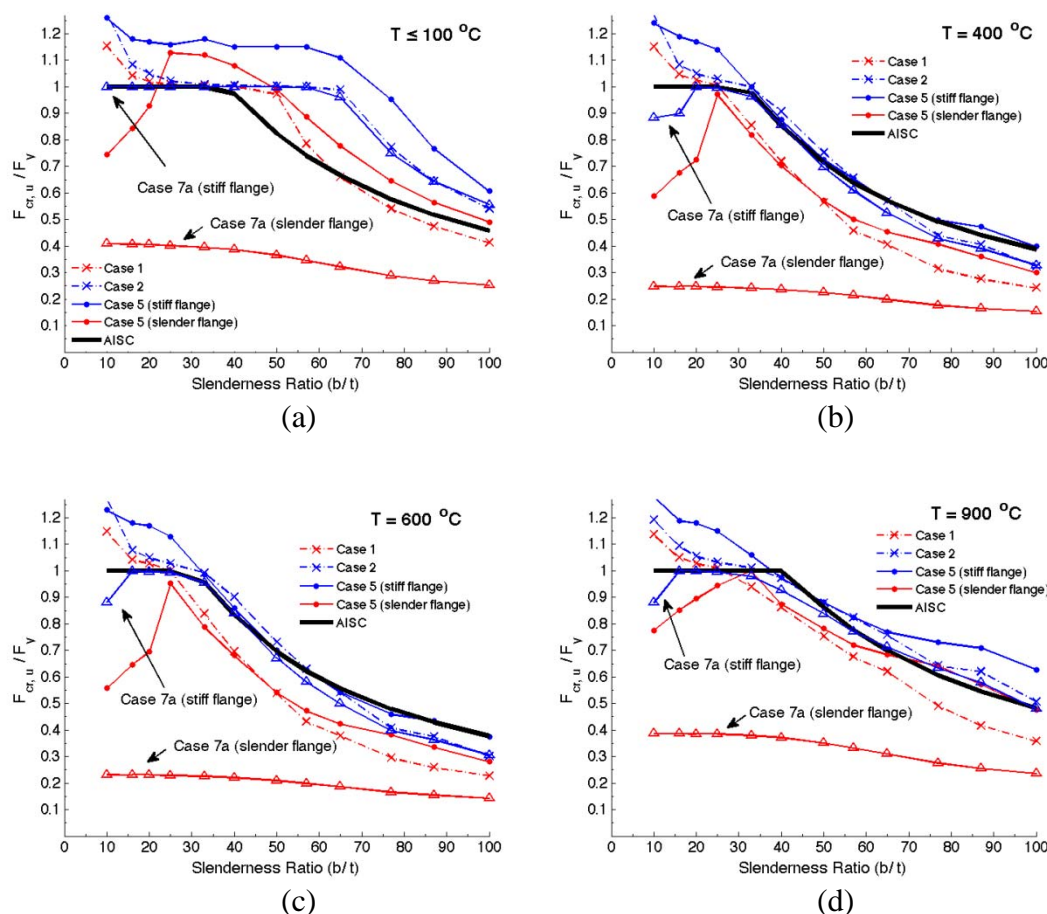 T ≤ 100 °C
F_cr,u / F_y
1.2
1.1
1
0.9
0.8
0.7
0.6
0.5
0.4
0.3
0.2
0.1
Case 7a (stiff flange)
Case 7a (slender flange)
Case 1
Case 2
Case 5 (stiff flange)
Case 5 (slender flange)
AISC
0 10 20 30 40 50 60 70 80 90 100
Slenderness Ratio (b/t)
(a)
T = 400 °C
F_cr,u / F_y
1.2
1.1
1
0.9
0.8
0.7
0.6
0.5
0.4
0.3
0.2
0.1
Case 1
Case 2
Case 5 (stiff flange)
Case 5 (slender flange)
AISC
Case 7a (stiff flange)
Case 7a (slender flange)
0 10 20 30 40 50 60 70 80 90 100
Slenderness Ratio (b/t)
(b)
T = 600 °C
F_cr,u / F_y
1.2
1.1
1
0.9
0.8
0.7
0.6
0.5
0.4
0.3
0.2
0.1
Case 1
Case 2
Case 5 (stiff flange)
Case 5 (slender flange)
AISC
Case 7a (stiff flange)
Case 7a (slender flange)
0 10 20 30 40 50 60 70 80 90 100
Slenderness Ratio (b/t)
(c)
T = 900 °C
F_cr,u / F_y
1.2
1.1
1
0.9
0.8
0.7
0.6
0.5
0.4
0.3
0.2
0.1
Case 1
Case 2
Case 5 (stiff flange)
Case 5 (slender flange)
AISC
Case 7a (stiff flange)
Case 7a (slender flange)
0 10 20 30 40 50 60 70 80 90 100
Slenderness Ratio (b/t)
(d)